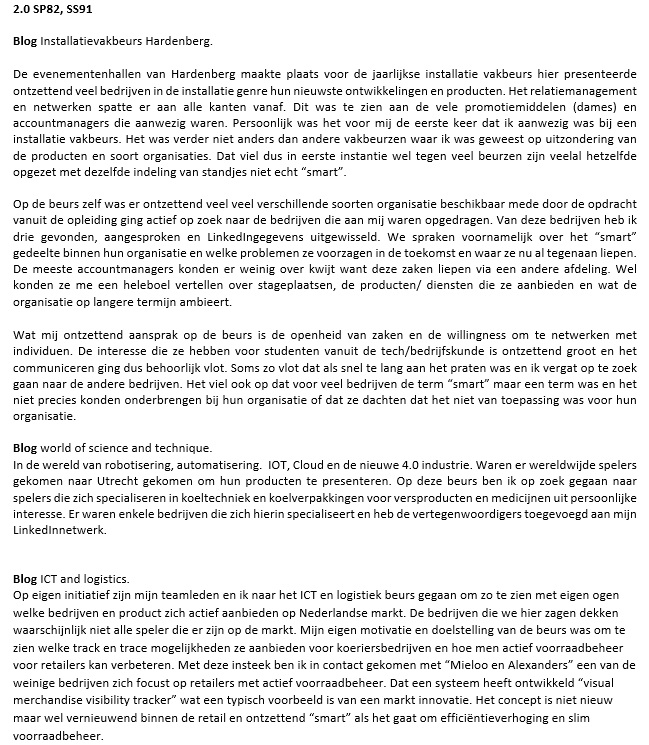 2.0 SP82, SS91
Blog Installatievakbeurs Hardenberg.
De evenementenhallen van Hardenberg maakte plaats voor de jaarlijkse installatie vakbeurs hier presenteerde
ontzettend veel bedrijven in de installatie genre hun nieuwste ontwikkelingen en producten. Het relatiemanagement
en netwerken spatte er aan alle kanten vanaf. Dit was te zien aan de vele promotiemiddelen (dames) en
accountmanagers die aanwezig waren. Persoonlijk was het voor mij de eerste keer dat ik aanwezig was bij een
installatie vakbeurs. Het was verder niet anders dan andere vakbeurzen waar ik was geweest op uitzondering van
de producten en soort organisaties. Dat viel dus in eerste instantie wel tegen veel beurzen zijn veelal hetzelfde
opgezet met dezelfde indeling van standjes niet echt “smart”.
Op de beurs zelf was er ontzettend veel veel verschillende soorten organisatie beschikbaar mede door de opdracht
vanuit de opleiding ging actief op zoek naar de bedrijven die aan mij waren opgedragen. Van deze bedrijven heb ik
drie gevonden, aangesproken en LinkedIngegevens uitgewisseld. We spraken voornamelijk over het “smart”
gedeelte binnen hun organisatie en welke problemen ze voorzagen in de toekomst en waar ze nu al tegenaan liepen.
De meeste accountmanagers konden er weinig over kwijt want deze zaken liepen via een andere afdeling. Wel
konden ze me een heleboel vertellen over stageplaatsen, de producten/ diensten die ze aanbieden en wat de
organisatie op langere termijn ambieert.
Wat mij ontzettend aansprak op de beurs is de openheid van zaken en de willingness om te netwerken met
individuen. De interesse die ze hebben voor studenten vanuit de tech/bedrijfskunde is ontzettend groot en het
communiceren ging dus behoorlijk vlot. Soms zo vlot dat als snel te lang aan het praten was en ik vergat op te zoek
gaan naar de andere bedrijven. Het viel ook op dat voor veel bedrijven de term “smart” maar een term was en het
niet precies konden onderbrengen bij hun organisatie of dat ze dachten dat het niet van toepassing was voor hun
organisatie.
Blog world of science and technique.
In de wereld van robotisering, automatisering. IOT, Cloud en de nieuwe 4.0 industrie. Waren er wereldwijde spelers
gekomen naar Utrecht gekomen om hun producten te presenteren. Op deze beurs ben ik op zoek gegaan naar
spelers die zich specialiseren in koeltechniek en koelverpakkingen voor versproducten en medicijnen uit persoonlijke
interesse. Er waren enkele bedrijven die zich hierin specialiseert en heb de vertegenwoordigers toegevoegd aan mijn
LinkedInnetwerk.
Blog ICT and logistics.
Op eigen initiatief zijn mijn teamleden en ik naar het ICT en logistiek beurs gegaan om zo te zien met eigen ogen
welke bedrijven en product zich actief aanbieden op Nederlandse markt. De bedrijven die we hier zagen dekken
waarschijnlijk niet alle speler die er zijn op de markt. Mijn eigen motivatie en doelstelling van de beurs was om te
zien welke track en trace mogelijkheden ze aanbieden voor koeriersbedrijven en hoe men actief voorraadbeheer
voor retailers kan verbeteren. Met deze insteek ben ik in contact gekomen met “Mieloo en Alexanders” een van de
weinige bedrijven zich focust op retailers met actief voorraadbeheer. Dat een systeem heeft ontwikkeld “visual
merchandise visibility tracker” wat een typisch voorbeeld is van een markt innovatie. Het concept is niet nieuw
maar wel vernieuwend binnen de retail en ontzettend “smart” als het gaat om efficiëntieverhoging en slim
voorraadbeheer.